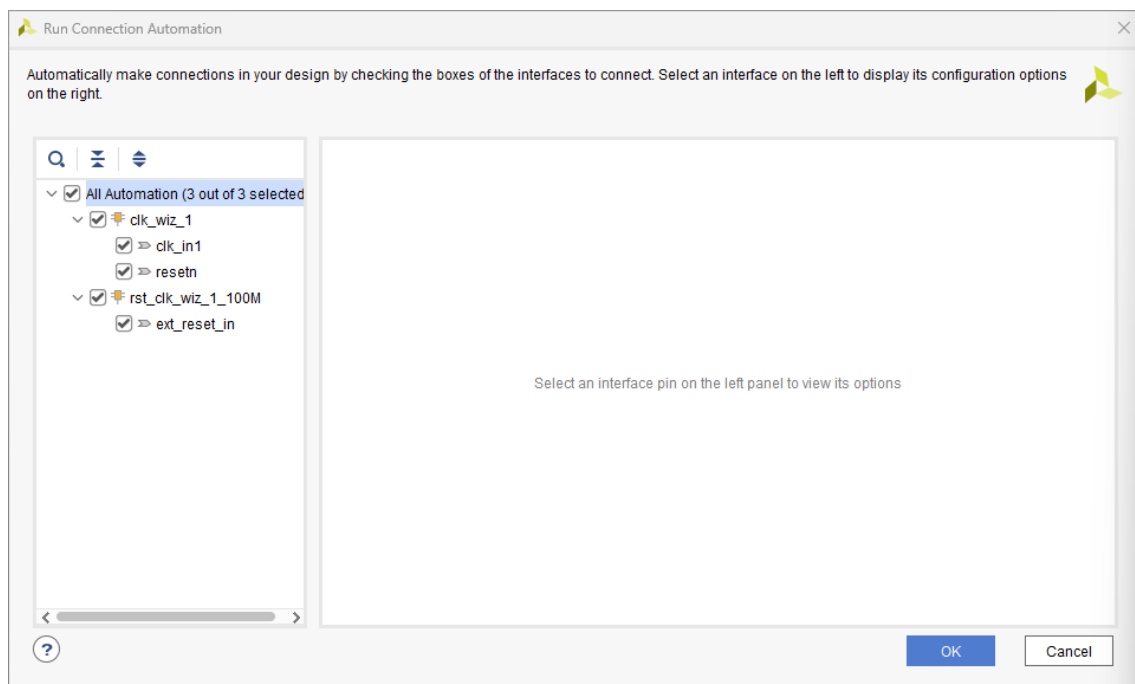 Run Connection Automation
Automatically make connections in your design by checking the boxes of the interfaces to connect. Select an interface on the left to display its configuration options
on the right.
All Automation (3 out of 3 selected
clk_wiz_1
clk_in1
resetn
rst_clk_wiz_1_100M
ext_reset_in
Select an interface pin on the left panel to view its options
?
OK
Cancel